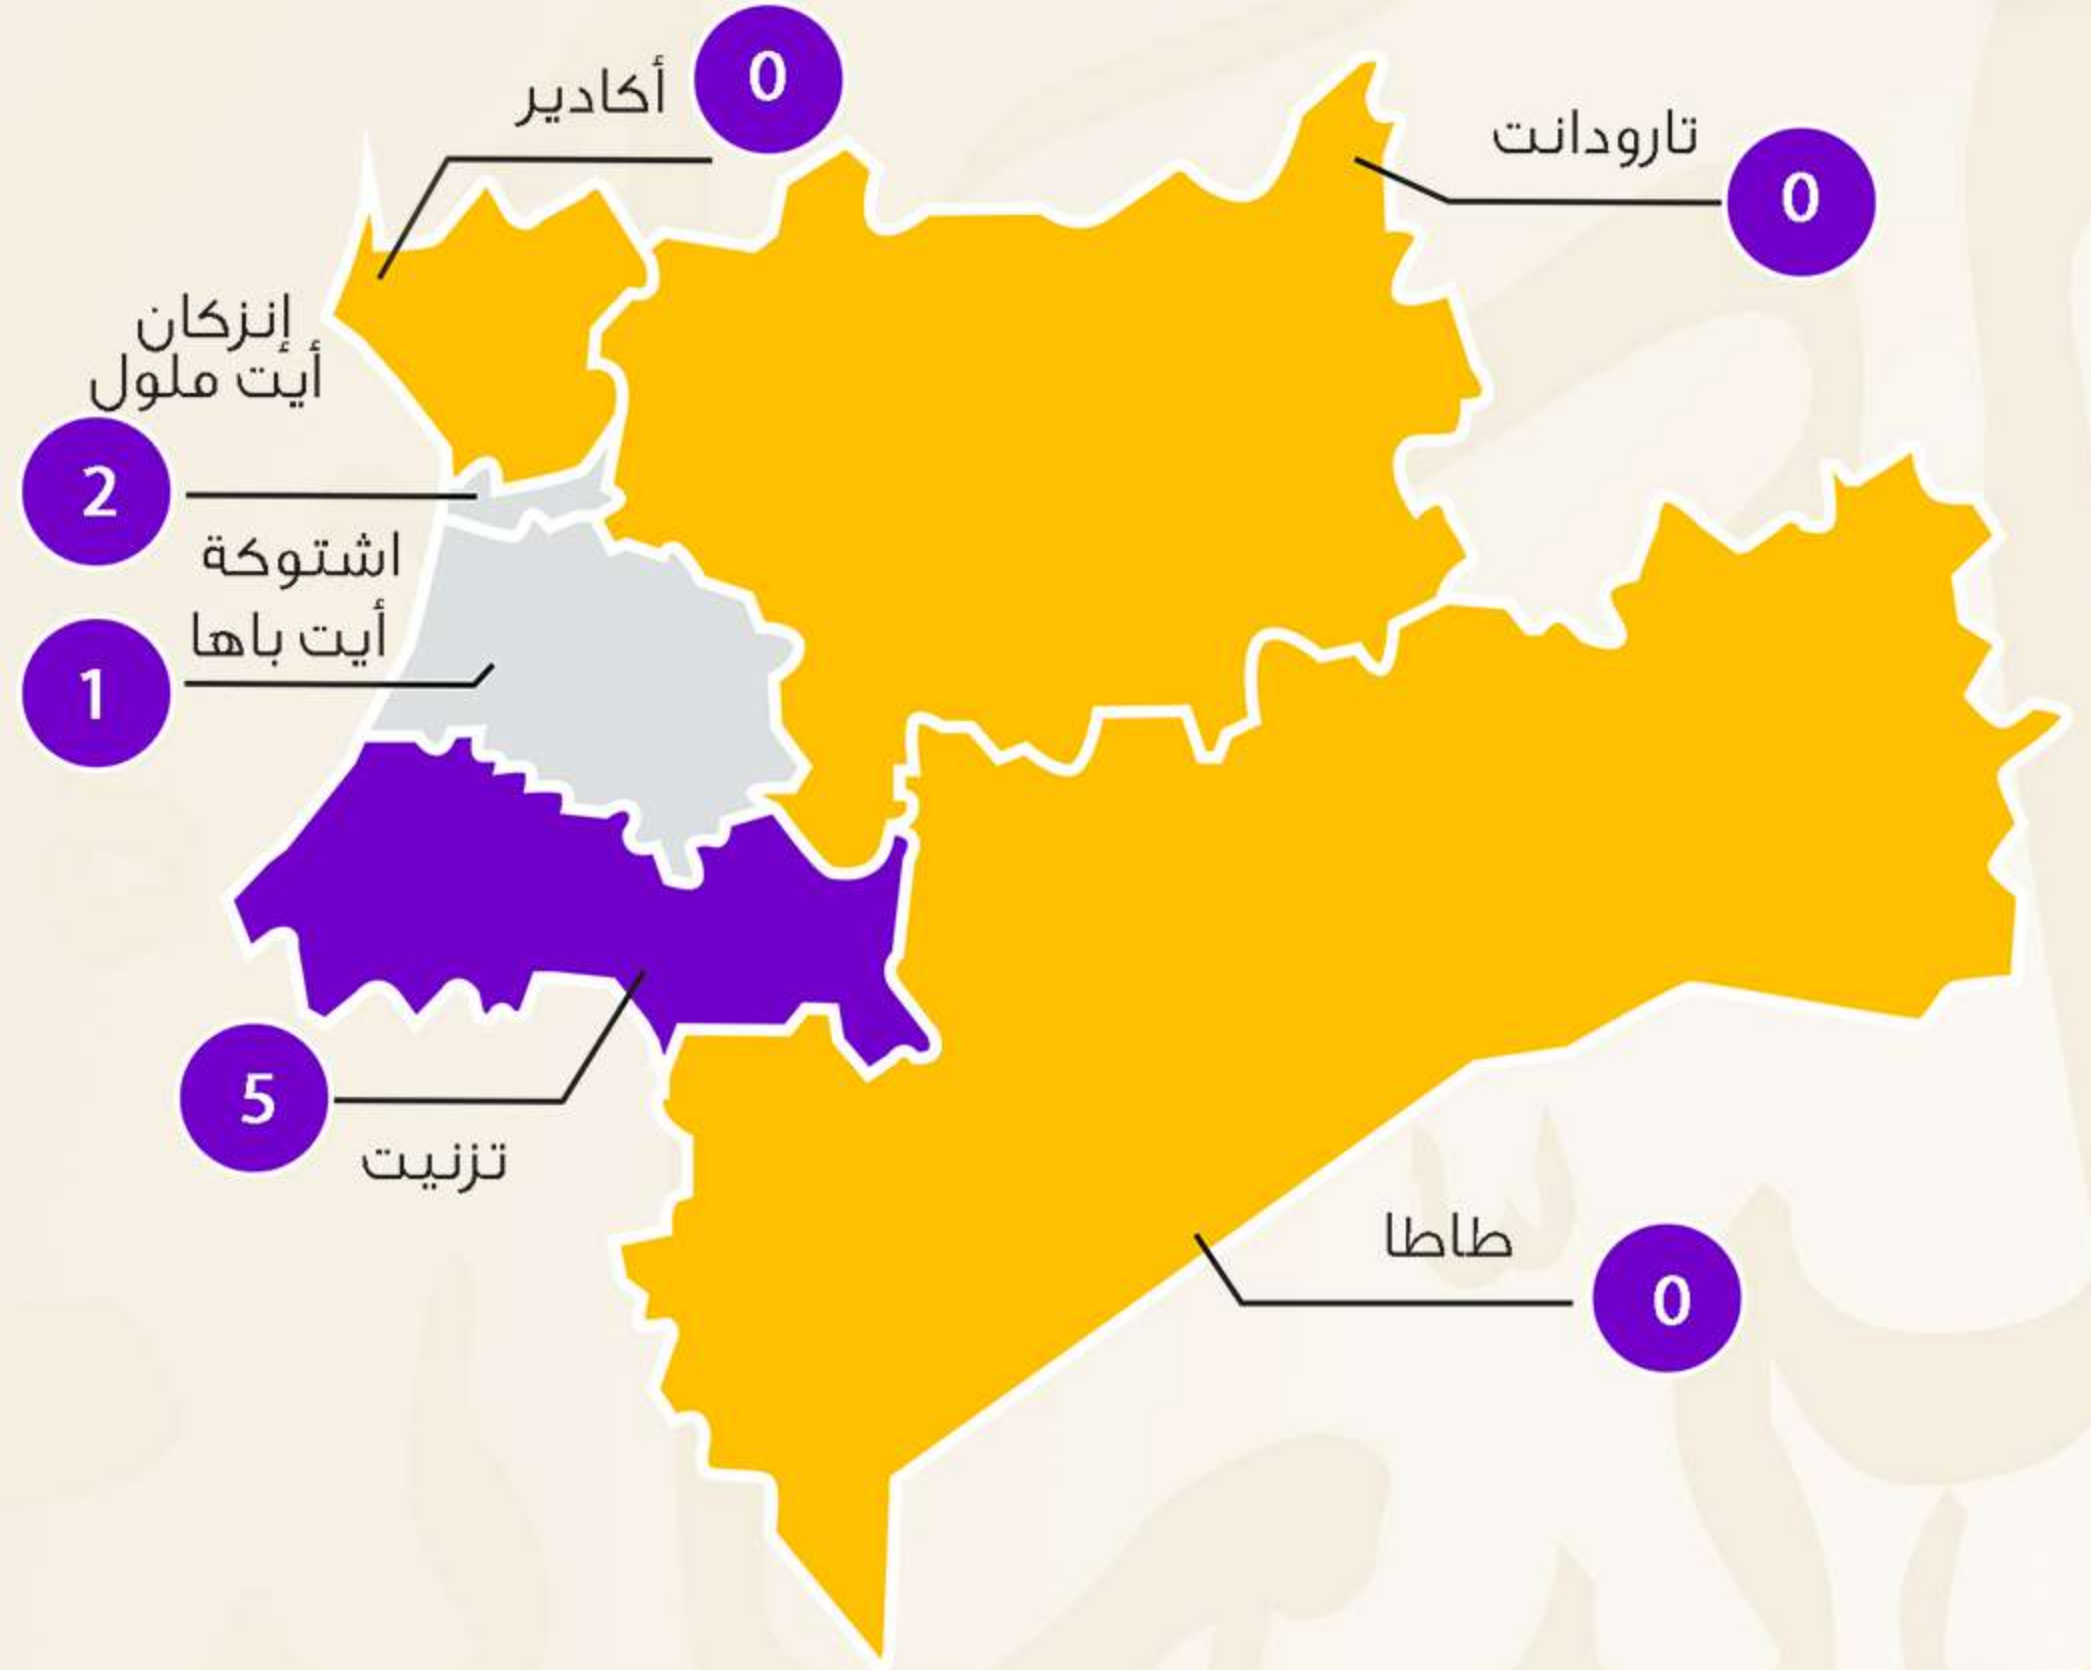 أكادير
0
تارودانت
0
إنزكان
أيت ملول
2
اشتوكة
أيت باها
1
5
تزنيت
طاطا
0